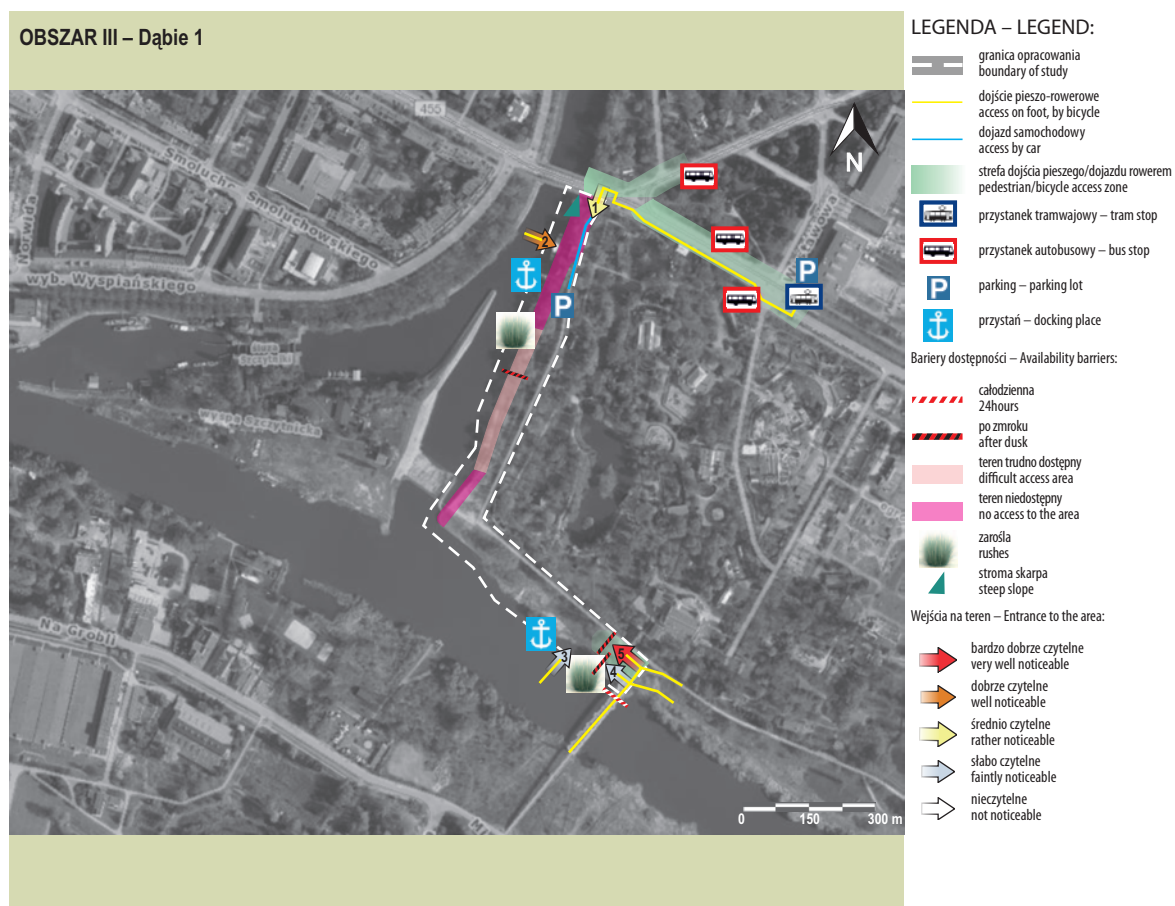 OBSZAR III – Dąbie 1
455
Smoluchowskiego
Smoluchowskiego
Norwida
wyb. Wyspiańskiego
wyspa Szczytnicka
Na Grobli
N
1
2
P
P
3
4
5
0 150 300 m
LEGENDA – LEGEND:
granica opracowania
boundary of study
dojście pieszo-rowerowe
access on foot, by bicycle
dojazd samochodowy
access by car
strefa dojścia pieszego/dojazdu rowerem
pedestrian/bicycle access zone
przystanek tramwajowy – tram stop
przystanek autobusowy – bus stop
P
parking – parking lot
przystań – docking place
Bariery dostępności – Availability barriers:
całodzienna
24hours
po zmroku
after dusk
teren trudno dostępny
difficult access area
teren niedostępny
no access to the area
zarośla
rushes
stroma skarpa
steep slope
Wejścia na teren – Entrance to the area:
bardzo dobrze czytelne
very well noticeable
dobrze czytelne
well noticeable
średnio czytelne
rather noticeable
słabo czytelne
faintly noticeable
nieczytelne
not noticeable